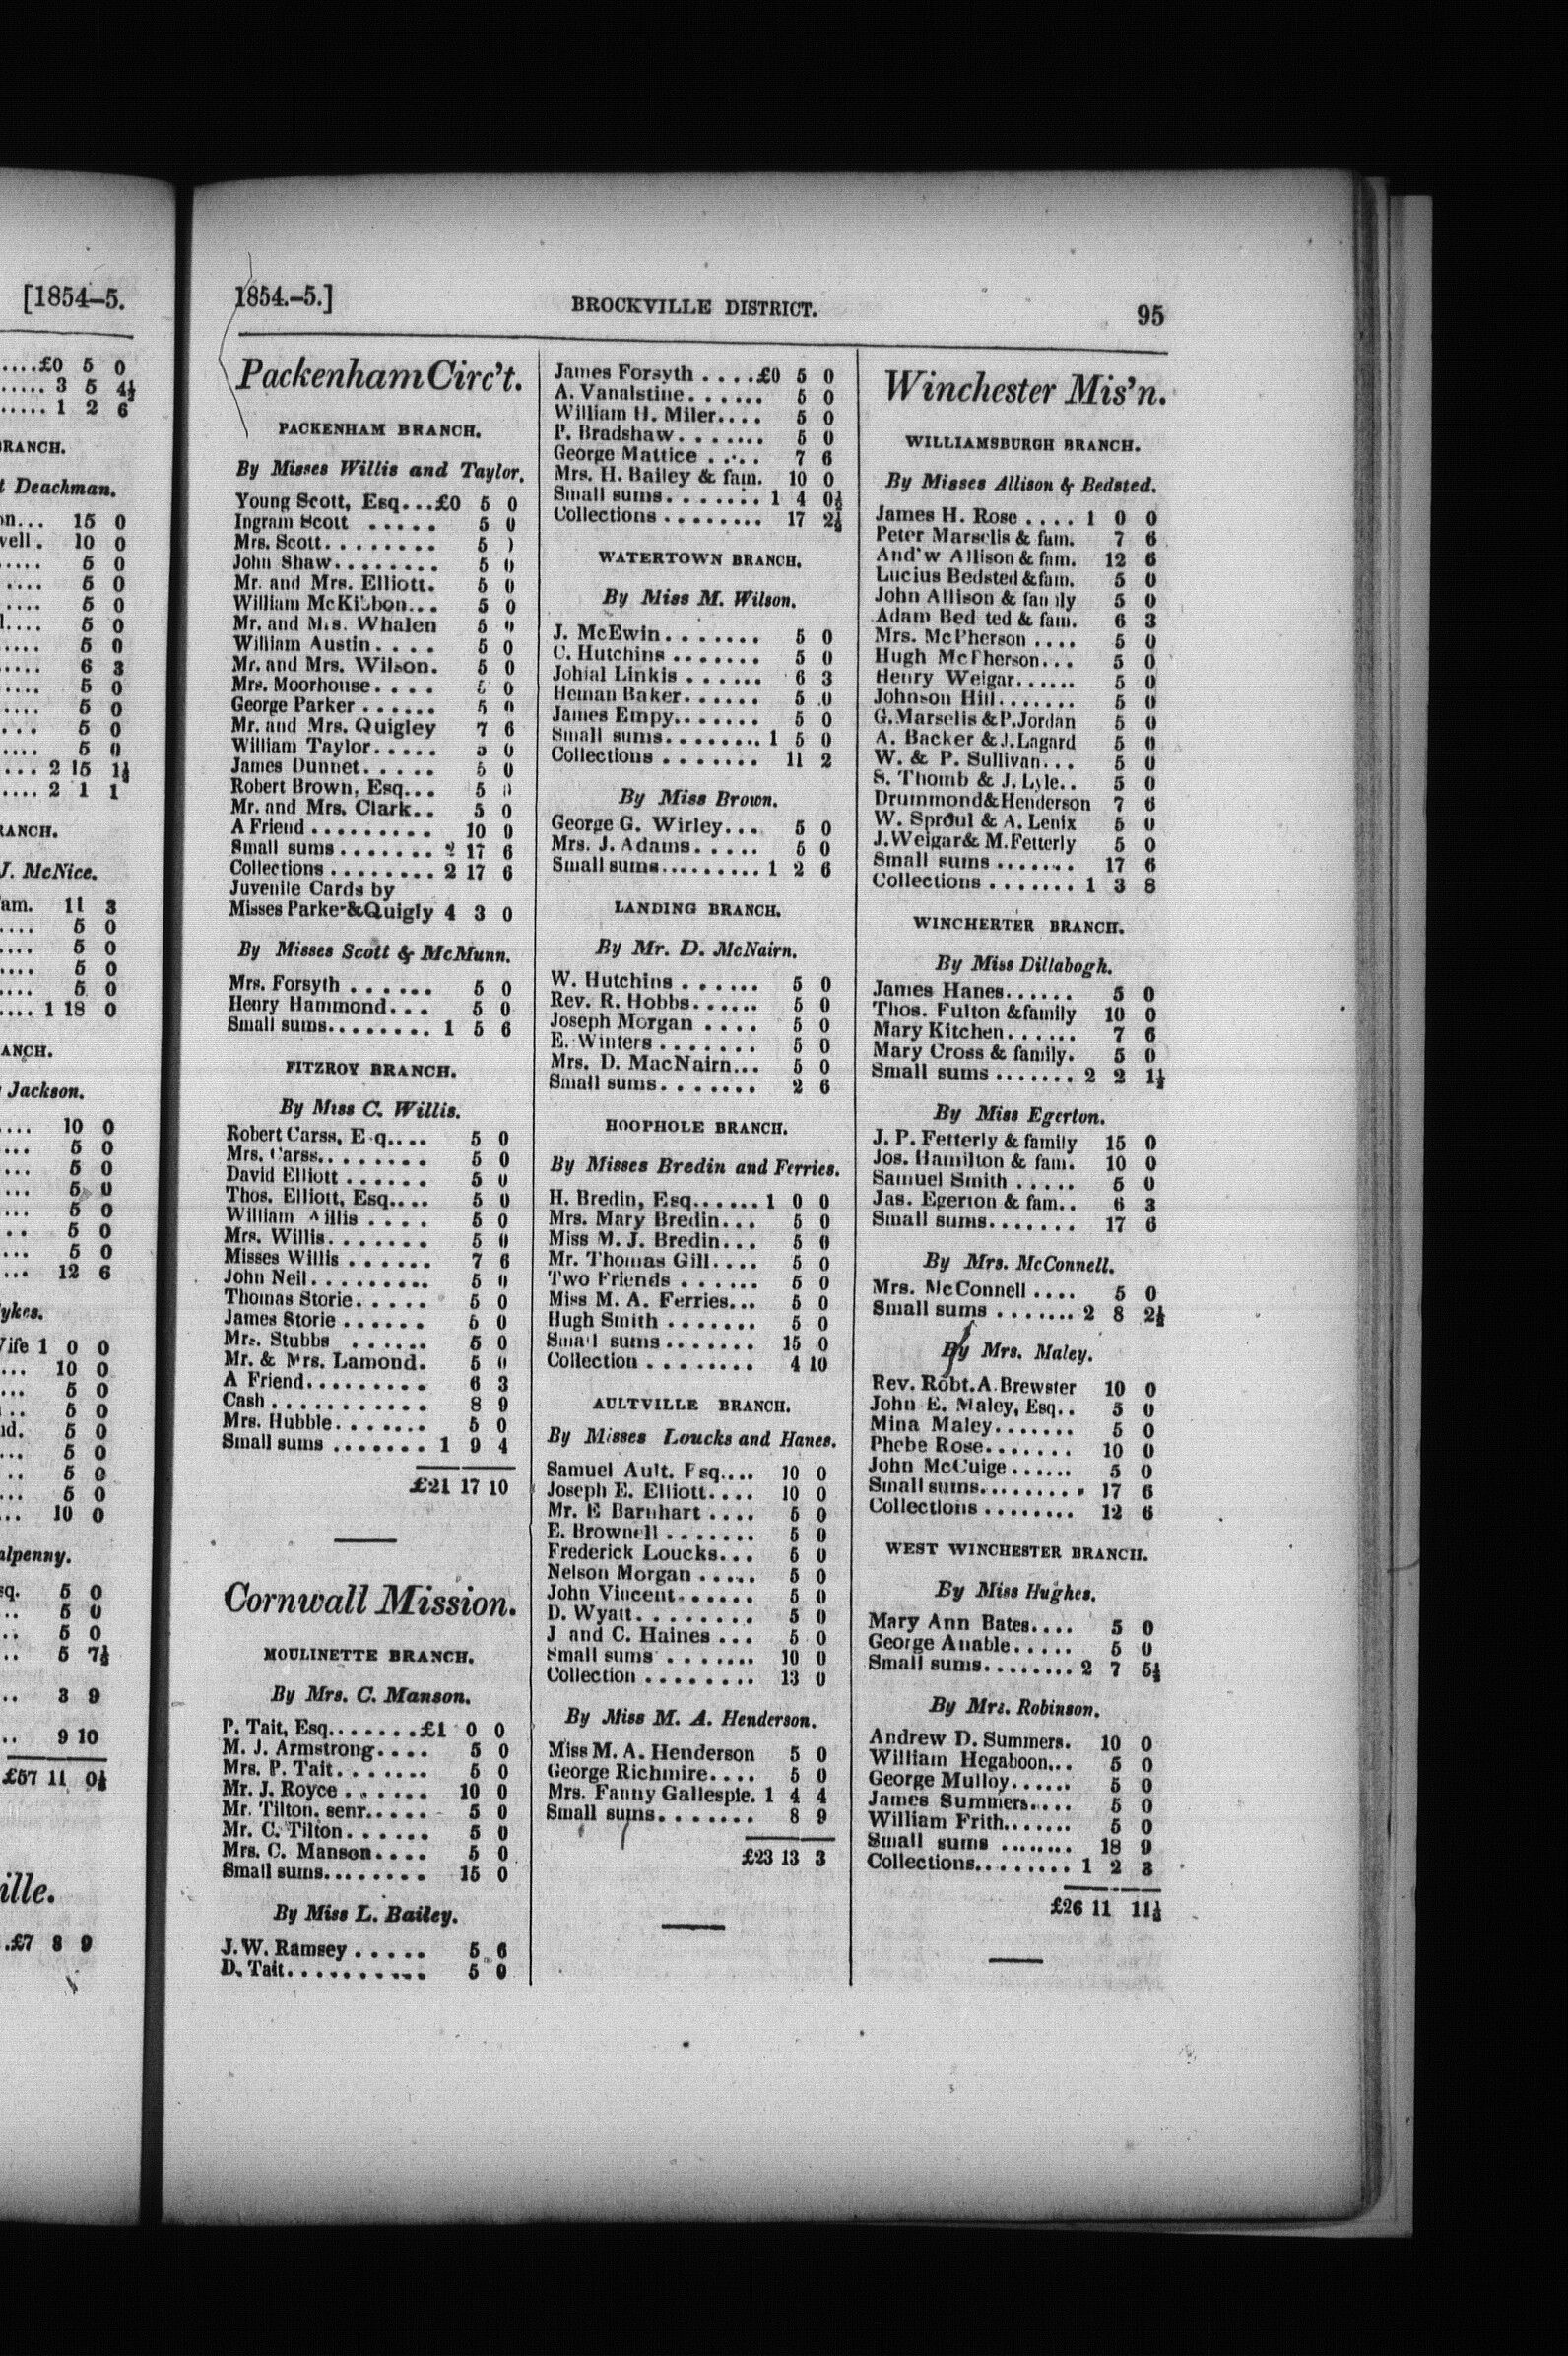 [1854-5.
....£0 5 0
..... 3 5 4½
..... 1 2 6
RANCH.
t Deachman.
on... 15 0
vell. 10 0
..... 5 0
.... 5 0
.... 5 0
l.... 5 0
..... 5 0
..... 6 3
..... 5 0
.... 5 0
... 5 0
.... 5 0
... 2 15 1½
.... 2 1 1
RANCH.
J. McNice.
am. 11 3
.... 5 0
.... 5 0
.... 5 0
.... 5 0
.... 1 18 0
ANCH.
Jackson.
.... 10 0
... 5 0
... 5 0
... 5 0
... 5 0
.. 5 0
... 5 0
... 12 6
ykes.
Vife 1 0 0
... 10 0
... 5 0
.. 5 0
nd. 5 0
... 5 0
.. 5 0
... 5 0
... 10 0
alpenny.
sq. 5 0
.. 5 0
.. 5 0
.. 5 7½
.. 3 9
.. 9 10
£57 11 0½
ille.
.£7 8 9
1854.-5.]
BROCKVILLE DISTRICT.
95
Packenham Circ't.
PACKENHAM BRANCH.
By Misses Willis and Taylor.
Young Scott, Esq...£0 5 0
Ingram Scott ..... 5 0
Mrs. Scott........ 5 )
John Shaw........ 5 0
Mr. and Mrs. Elliott. 5 0
William McKibbon... 5 0
Mr. and M.s. Whalen 5 0
William Austin.... 5 0
Mr. and Mrs. Wilson. 5 0
Mrs. Moorhouse.... 5 0
George Parker ...... 5 0
Mr. and Mrs. Quigley 7 6
William Taylor..... 5 0
James Dunnet..... 5 0
Robert Brown, Esq... 5 0
Mr. and Mrs. Clark.. 5 0
A Friend ......... 10 0
Small sums ....... 2 17 6
Collections ......... 2 17 6
Juvenile Cards by
Misses Parker&Quigly 4 3 0
By Misses Scott & McMunn.
Mrs. Forsyth ...... 5 0
Henry Hammond... 5 0
Small sums........ 1 5 6
FITZROY BRANCH.
By Miss C. Willis.
Robert Carss, E q.... 5 0
Mrs. Carss......... 5 0
David Elliott ...... 5 0
Thos. Elliott, Esq.... 5 0
William Willis .... 5 0
Mrs. Willis....... 5 0
Misses Willis ...... 7 6
John Neil......... 5 0
Thomas Storie..... 5 0
James Storie ...... 5 0
Mrs. Stubbs ...... 5 0
Mr. & Mrs. Lamond. 5 0
A Friend......... 6 3
Cash ........... 8 9
Mrs. Hubble....... 5 0
Small sums ....... 1 9 4
£21 17 10
Cornwall Mission.
MOULINETTE BRANCH.
By Mrs. C. Manson.
P. Tait, Esq.......£1 0 0
M. J. Armstrong.... 5 0
Mrs. P. Tait....... 5 0
Mr. J. Royce ...... 10 0
Mr. Tilton. senr..... 5 0
Mr. C. Tilton...... 5 0
Mrs. C. Manson.... 5 0
Small sums........ 15 0
By Miss L. Bailey.
J. W. Ramsey ..... 5 6
D. Tait........... 5 0
James Forsyth ....£0 5 0
A. Vanalstine...... 5 0
William H. Miler.... 5 0
P. Bradshaw....... 5 0
George Mattice ..... 7 6
Mrs. H. Bailey & fam. 10 0
Small sums........ 1 4 0½
Collections ........ 17 2½
WATERTOWN BRANCH.
By Miss M. Wilson.
J. McEwin....... 5 0
C. Hutchins ....... 5 0
Johial Linkis ...... 6 3
Heman Baker...... 5 0
James Empy....... 5 0
Small sums........ 1 5 0
Collections ....... 11 2
By Miss Brown.
George G. Wirley... 5 0
Mrs. J. Adams..... 5 0
Small sums......... 1 2 6
LANDING BRANCH.
By Mr. D. McNairn.
W. Hutchins ...... 5 0
Rev. R. Hobbs...... 5 0
Joseph Morgan .... 5 0
E. Winters ....... 5 0
Mrs. D. MacNairn... 5 0
Small sums....... 2 6
HOOPHOLE BRANCH.
By Misses Bredin and Ferries.
H. Bredin, Esq...... 1 0 0
Mrs. Mary Bredin... 5 0
Miss M. J. Bredin... 5 0
Mr. Thomas Gill.... 5 0
Two Friends ...... 5 0
Miss M. A. Ferries... 5 0
Hugh Smith ....... 5 0
Small sums ....... 15 0
Collection ........ 4 10
AULTVILLE BRANCH.
By Misses Loucks and Hanes.
Samuel Ault. Esq.... 10 0
Joseph E. Elliott.... 10 0
Mr. E Barnhart .... 5 0
E. Brownell ....... 5 0
Frederick Loucks... 5 0
Nelson Morgan ..... 5 0
John Vincent...... 5 0
D. Wyatt........ 5 0
J and C. Haines ... 5 0
Small sums ....... 10 0
Collection ........ 13 0
By Miss M. A. Henderson.
Miss M. A. Henderson 5 0
George Richmire.... 5 0
Mrs. Fanny Gallespie. 1 4 4
Small sums........ 8 9
£23 13 3
Winchester Mis'n.
WILLIAMSBURGH BRANCH.
By Misses Allison & Bedsted.
James H. Rose .... 1 0 0
Peter Marselis & fam. 7 6
And'w Allison & fam. 12 6
Lucius Bedsted & fam. 5 0
John Allison & family 5 0
Adam Bed ted & fam. 6 3
Mrs. McPherson .... 5 0
Hugh McPherson... 5 0
Henry Weigar...... 5 0
Johnson Hill....... 5 0
G. Marselis & P. Jordan 5 0
A. Backer & J. Lagard 5 0
W. & P. Sullivan... 5 0
S. Thomb & J. Lyle.. 5 0
Drummond&Henderson 7 6
W. Sproul & A. Lenix 5 0
J. Weigar& M. Fetterly 5 0
Small sums ....... 17 6
Collections ....... 1 3 8
WINCHERTER BRANCH.
By Miss Dillabogh.
James Hanes...... 5 0
Thos. Fulton &family 10 0
Mary Kitchen...... 7 6
Mary Cross & family. 5 0
Small sums ....... 2 2 1½
By Miss Egerton.
J. P. Fetterly & family 15 0
Jos. Hamilton & fam. 10 0
Samuel Smith ..... 5 0
Jas. Egerton & fam.. 6 3
Small sums....... 17 6
By Mrs. McConnell.
Mrs. McConnell .... 5 0
Small sums ....... 2 8 2½
By Mrs. Maley.
Rev. Robt. A. Brewster 10 0
John E. Maley, Esq.. 5 0
Mina Maley....... 5 0
Phebe Rose....... 10 0
John McCuige ...... 5 0
Small sums......... 17 6
Collections ........ 12 6
WEST WINCHESTER BRANCH.
By Miss Hughes.
Mary Ann Bates.... 5 0
George Anable..... 5 0
Small sums........ 2 7 5½
By Mrs. Robinson.
Andrew D. Summers. 10 0
William Hegaboon... 5 0
George Mulloy...... 5 0
James Summers.... 5 0
William Frith....... 5 0
Small sums ........ 18 9
Collections......... 1 2 3
£26 11 11½